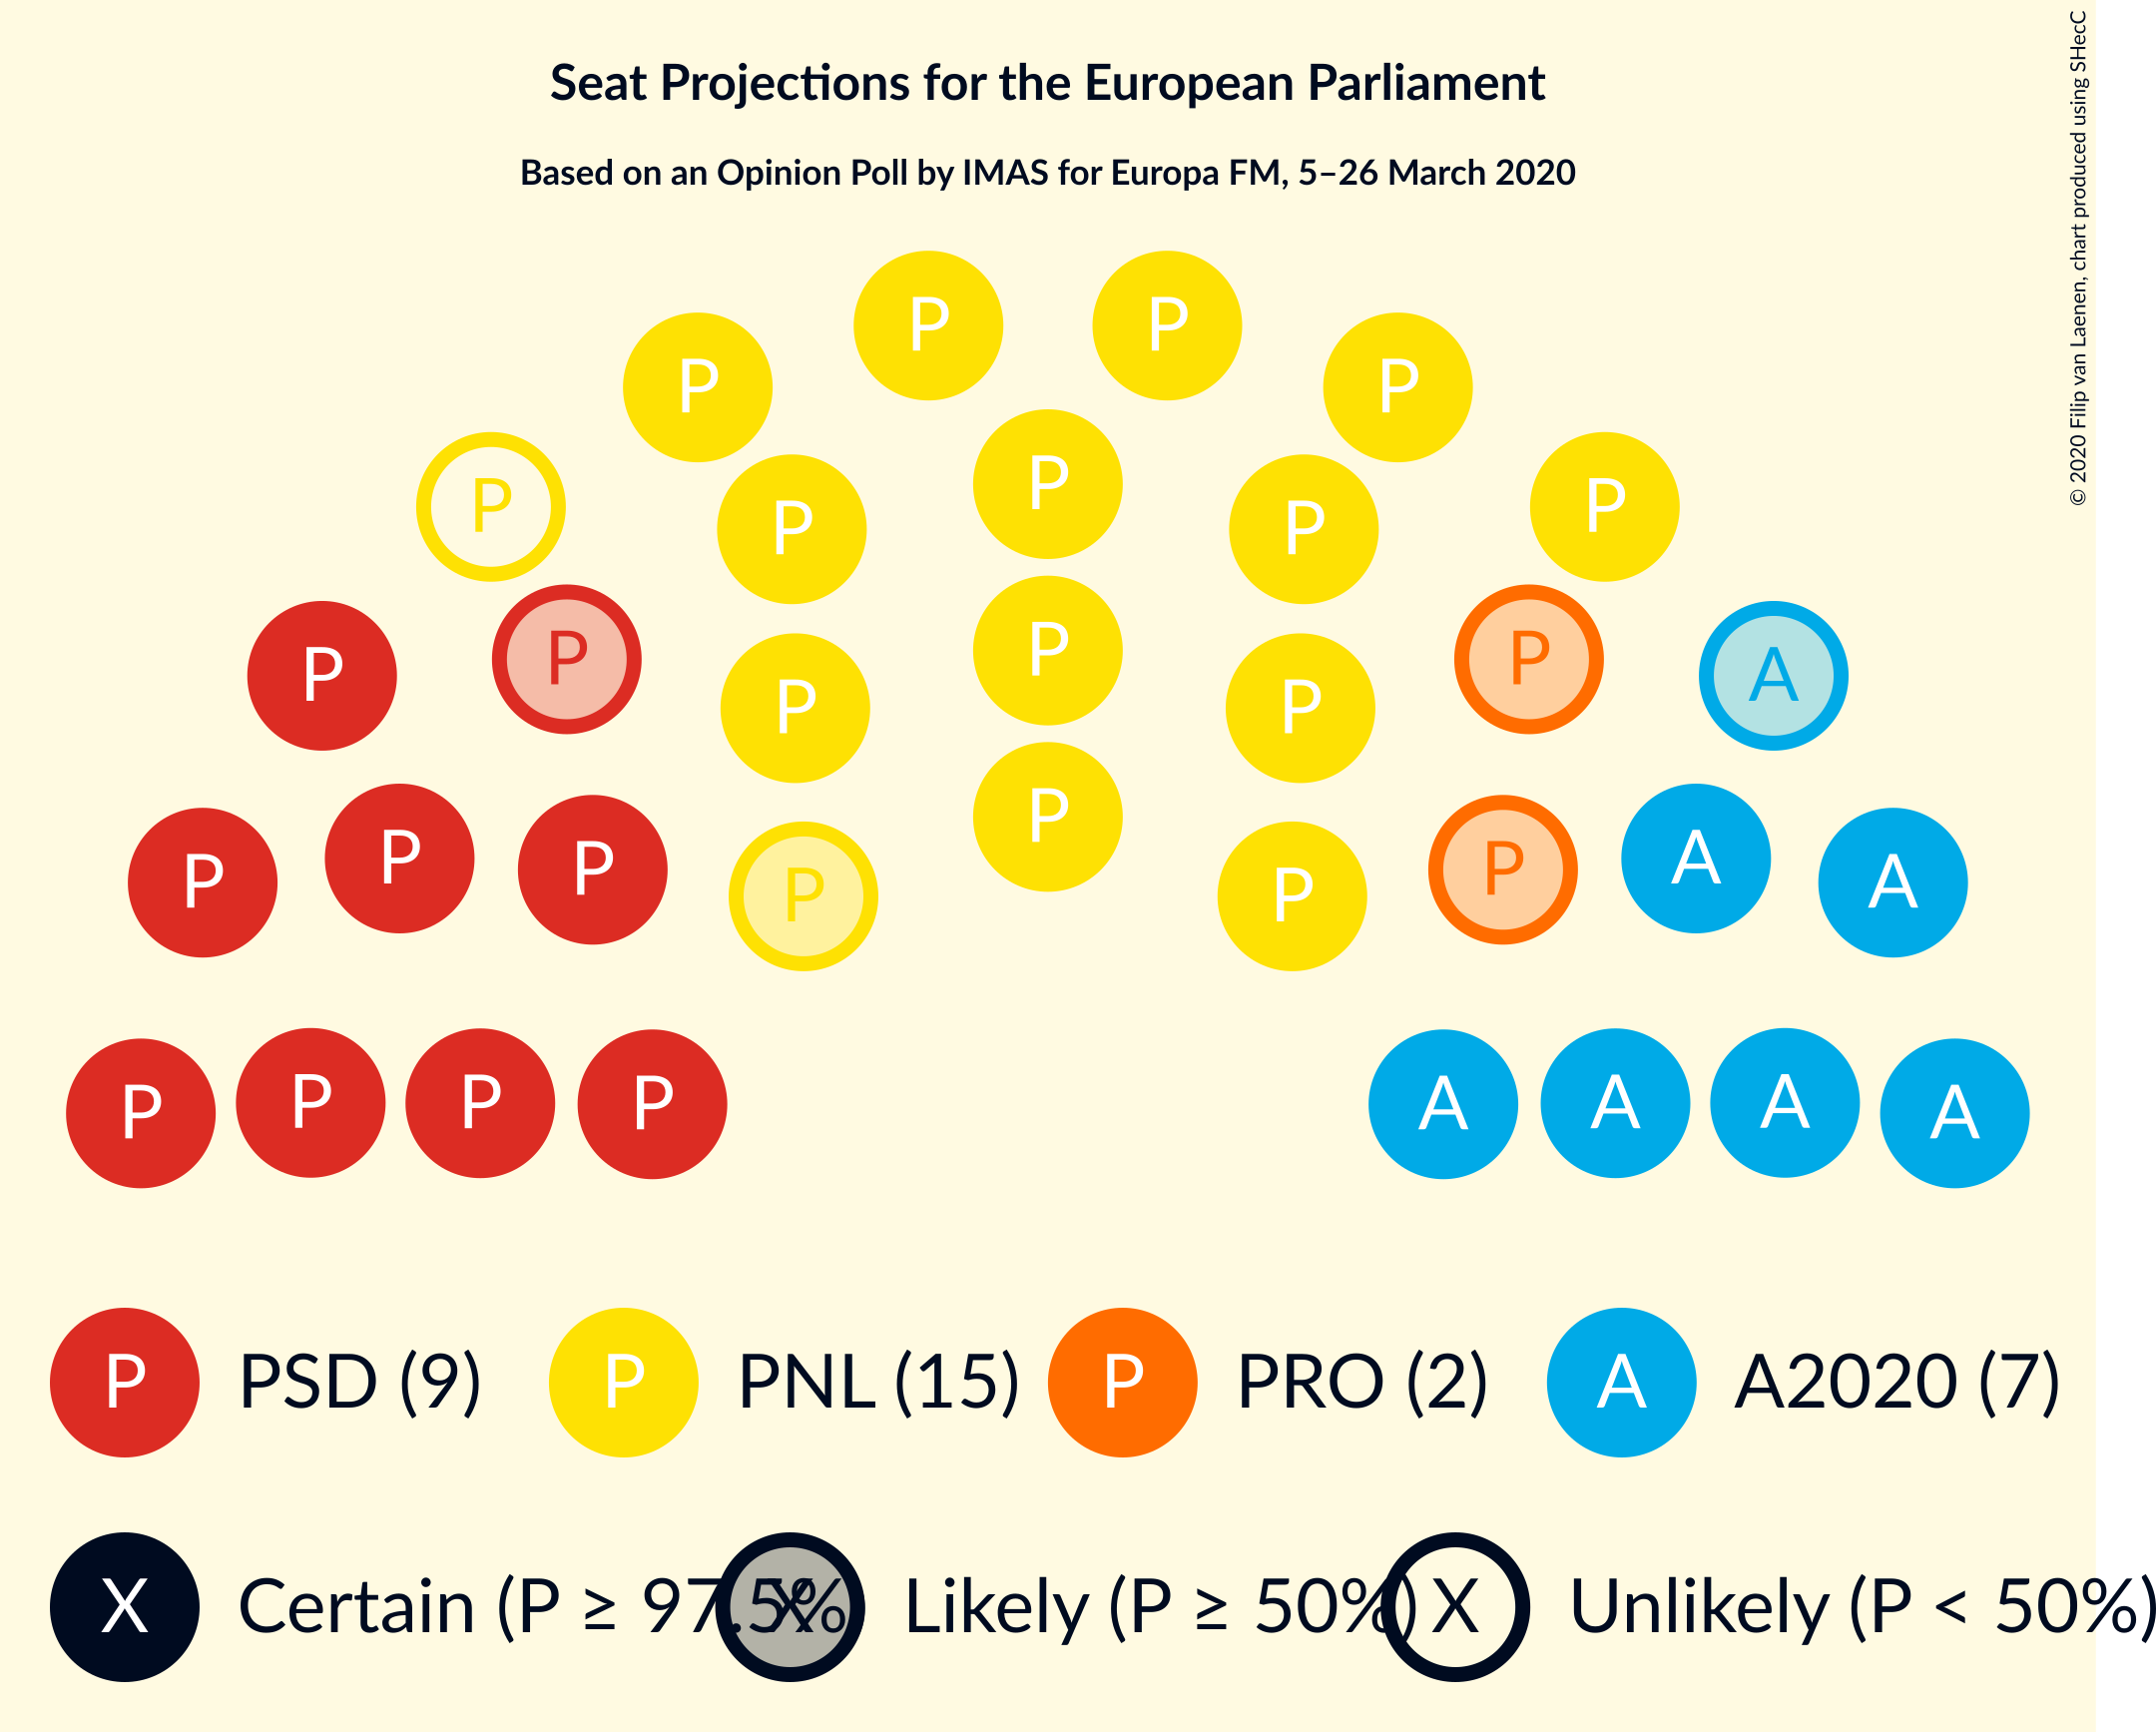 Seat Projections for the European Parliament
Based on an Opinion Poll by IMAS for Europa FM, 5–26 March 2020
© 2020 Filip van Laenen, chart produced using SHecC
P P
P P
P
P P P
P
P
P P
P A
P P P
P P P
P P A A
P P P
P P P P A A A A
P PSD (9) P PNL (15) P PRO (2) A A2020 (7)
X Certain (P ≥ 97.5% X Likely (P ≥ 50%) X Unlikely (P < 50%)